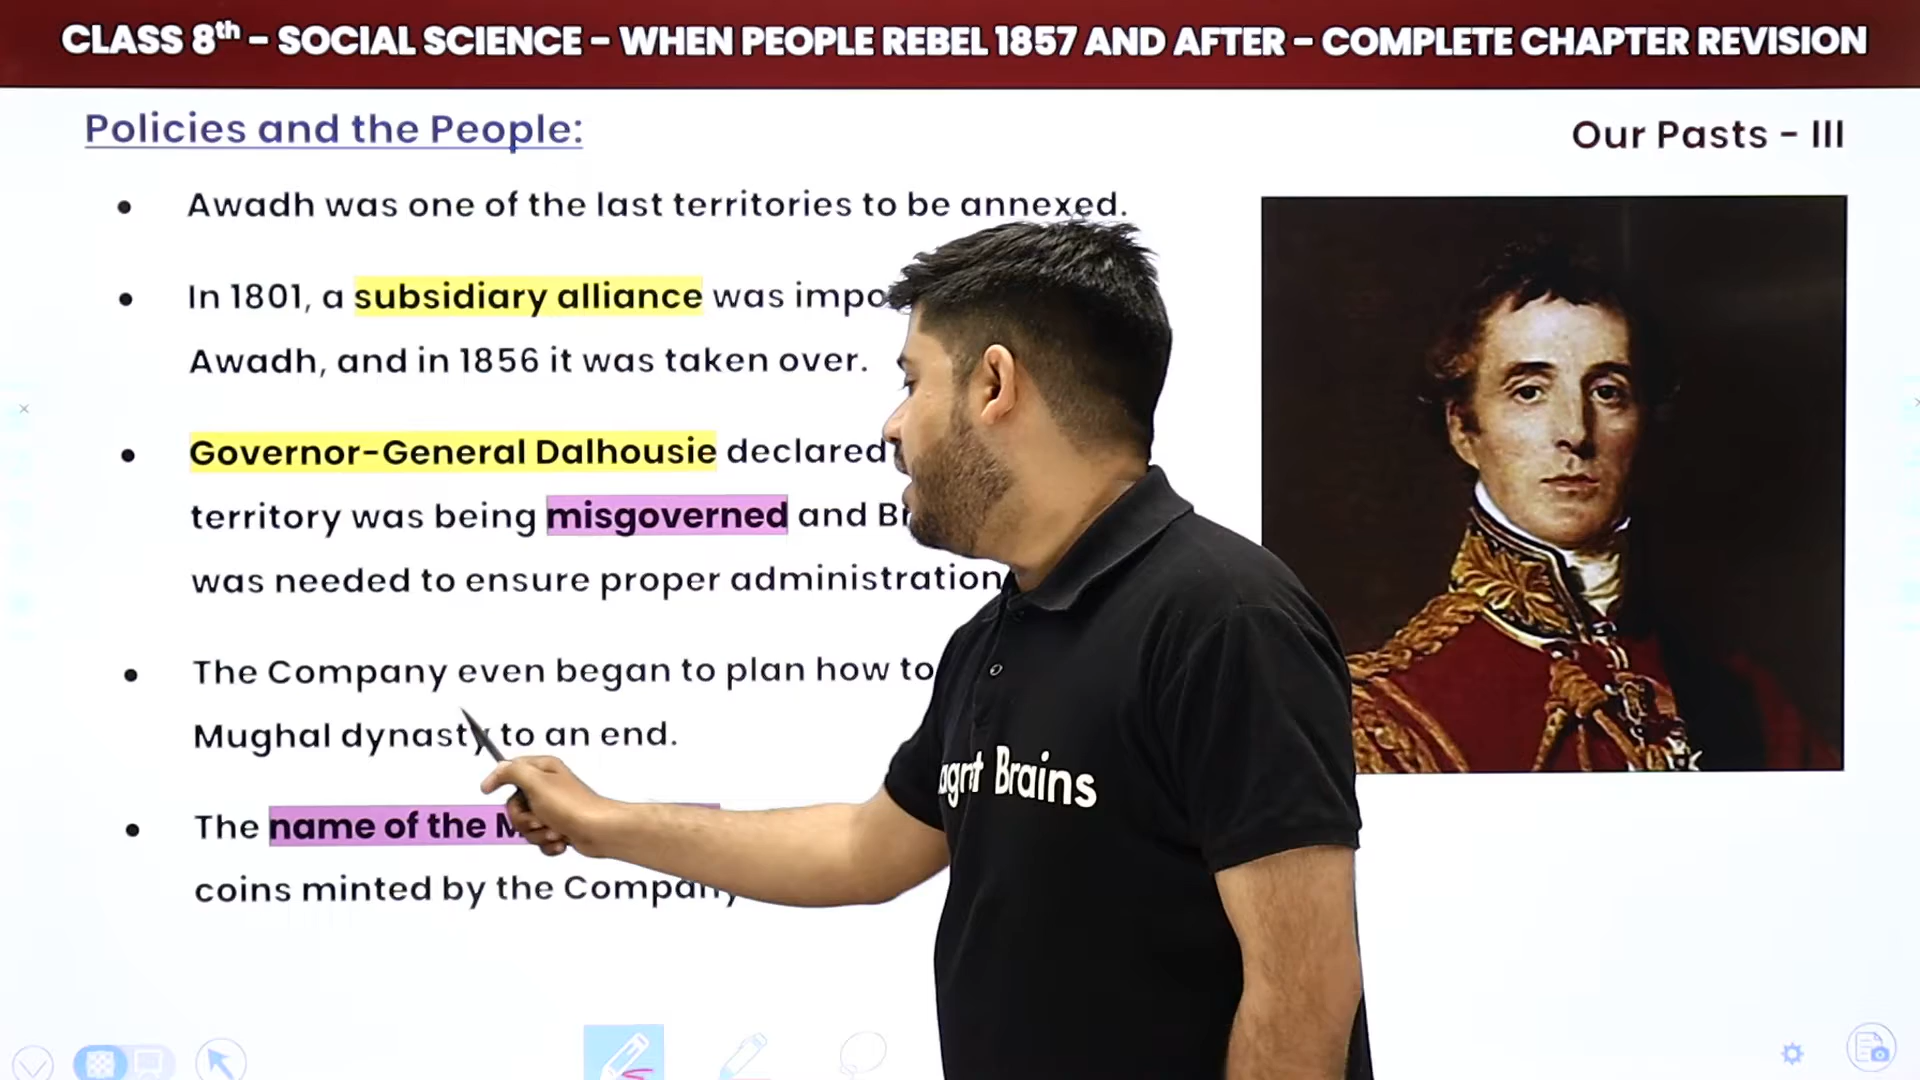 CLASS 8th – SOCIAL SCIENCE – WHEN PEOPLE REBEL 1857 AND AFTER – COMPLETE CHAPTER REVISION
Policies and the People:
Our Pasts – III
• Awadh was one of the last territories to be annexed.
• In 1801, a subsidiary alliance was
Awadh, and in 1856 it was taken over.
• Governor-General Dalhousie declared
territory was being misgoverned and
was needed to ensure proper administration
• The Company even began to plan how to
Mughal dynasty to an end.
• The name of the
coins minted by the Company
Brains